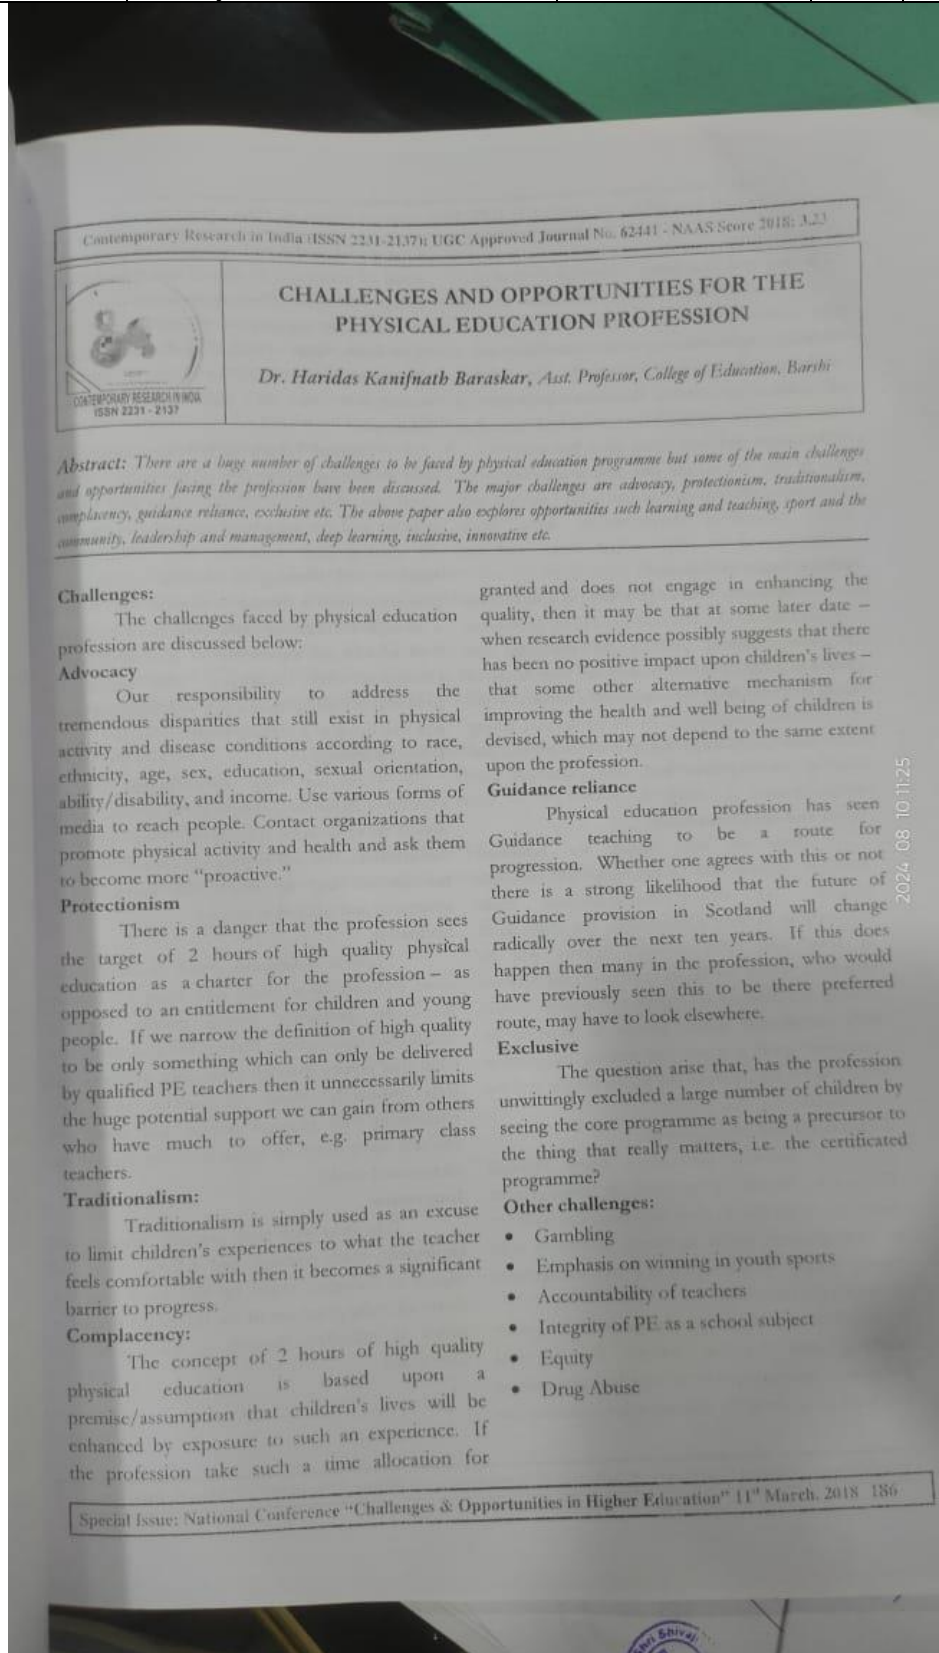 Contemporary Research in India (ISSN 2231-2137): UGC Approved Journal No. 62441 - NAAS Score 2018: 3.23
CONTEMPORARY RESEARCH IN INDIA
ISSN 2231 - 2137
CHALLENGES AND OPPORTUNITIES FOR THE
PHYSICAL EDUCATION PROFESSION
Dr. Haridas Kanifnath Baraskar, Asst. Professor, College of Education, Barshi
Abstract: There are a huge number of challenges to be faced by physical education programme but some of the main challenges
and opportunities facing the profession have been discussed. The major challenges are advocacy, protectionism, traditionalism,
complacency, guidance reliance, exclusive etc. The above paper also explores opportunities such learning and teaching, sport and the
community, leadership and management, deep learning, inclusive, innovative etc.
Challenges:
The challenges faced by physical education
profession are discussed below:
Advocacy
Our responsibility to address the
tremendous disparities that still exist in physical
activity and disease conditions according to race,
ethnicity, age, sex, education, sexual orientation,
ability/disability, and income. Use various forms of
media to reach people. Contact organizations that
promote physical activity and health and ask them
to become more “proactive.”
Protectionism
There is a danger that the profession sees
the target of 2 hours of high quality physical
education as a charter for the profession – as
opposed to an entitlement for children and young
people. If we narrow the definition of high quality
to be only something which can only be delivered
by qualified PE teachers then it unnecessarily limits
the huge potential support we can gain from others
who have much to offer, e.g. primary class
teachers.
Traditionalism:
Traditionalism is simply used as an excuse
to limit children’s experiences to what the teacher
feels comfortable with then it becomes a significant
barrier to progress.
Complacency:
The concept of 2 hours of high quality
physical education is based upon a
premise/assumption that children’s lives will be
enhanced by exposure to such an experience. If
the profession take such a time allocation for
granted and does not engage in enhancing the
quality, then it may be that at some later date –
when research evidence possibly suggests that there
has been no positive impact upon children’s lives –
that some other alternative mechanism for
improving the health and well being of children is
devised, which may not depend to the same extent
upon the profession.
Guidance reliance
Physical education profession has seen
Guidance teaching to be a route for
progression. Whether one agrees with this or not
there is a strong likelihood that the future of
Guidance provision in Scotland will change
radically over the next ten years. If this does
happen then many in the profession, who would
have previously seen this to be there preferred
route, may have to look elsewhere.
Exclusive
The question arise that, has the profession
unwittingly excluded a large number of children by
seeing the core programme as being a precursor to
the thing that really matters, i.e. the certificated
programme?
Other challenges:
• Gambling
• Emphasis on winning in youth sports
• Accountability of teachers
• Integrity of PE as a school subject
• Equity
• Drug Abuse
Special Issue: National Conference “Challenges & Opportunities in Higher Education” 11th March, 2018 186
2024 08 10 11:25
Shri Shivaji